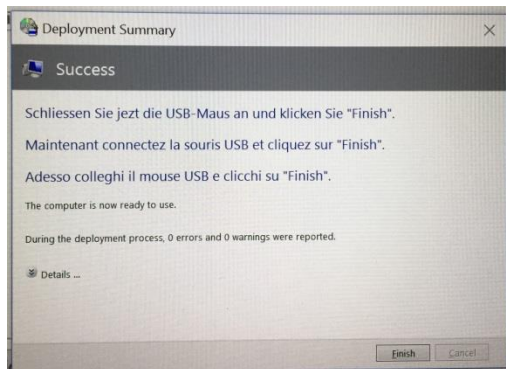 Deployment Summary
Success
Schliessen Sie jezt die USB-Maus an und klicken Sie "Finish".
Maintenant connectez la souris USB et cliquez sur "Finish".
Adesso colleghi il mouse USB e clicchi su "Finish".
The computer is now ready to use.
During the deployment process, 0 errors and 0 warnings were reported.
Details ...
Finish Cancel